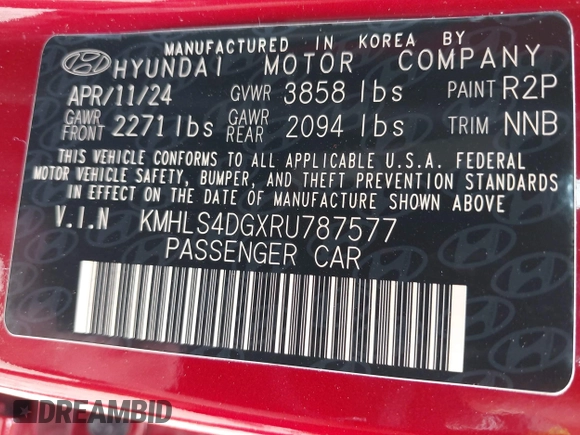 MANUFACTURED IN KOREA BY
HYUNDAI MOTOR COMPANY
APR/11/24 GVWR 3858 lbs PAINT R2P
GAWR FRONT 2271 lbs GAWR REAR 2094 lbs TRIM NNB
THIS VEHICLE CONFORMS TO ALL APPLICABLE U.S.A. FEDERAL
MOTOR VEHICLE SAFETY, BUMPER, AND THEFT PREVENTION STANDARDS
IN EFFECT ON THE DATE OF MANUFACTURE SHOWN ABOVE
V.I.N KMHLS4DGXRU787577
PASSENGER CAR
DREAMBID